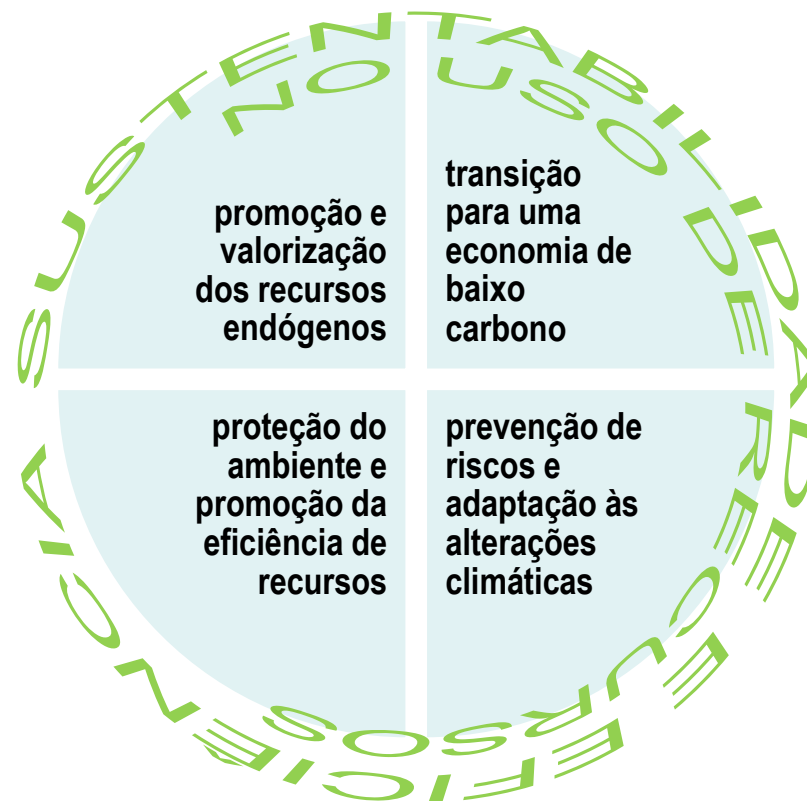 SUSTENTABILIDADE E EFICIÊNCIA
NO USO DE RECURSOS
promoção e
valorização
dos recursos
endógenos
transição
para uma
economia de
baixo
carbono
proteção do
ambiente e
promoção da
eficiência de
recursos
prevenção de
riscos e
adaptação às
alterações
climáticas